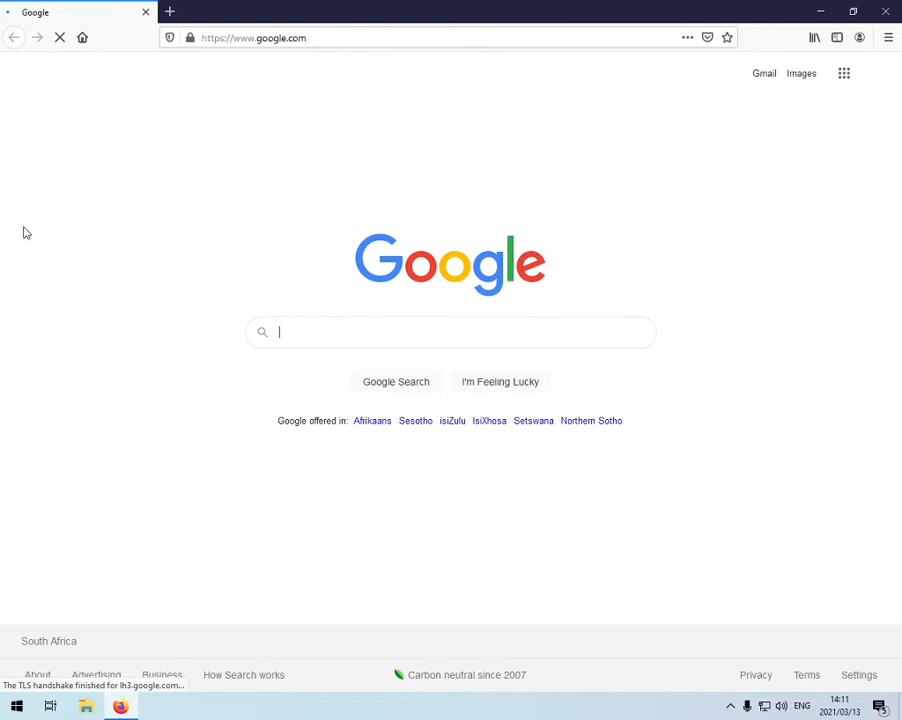 Google
https://www.google.com
Gmail Images
Google
Google Search I'm Feeling Lucky
Google offered in: Afrikaans Sesotho isiZulu IsiXhosa Setswana Northern Sotho
South Africa
About Advertising Business How Search works Carbon neutral since 2007 Privacy Terms Settings
The TLS handshake finished for lh3.google.com...
ENG
14:11
2021/03/13
5